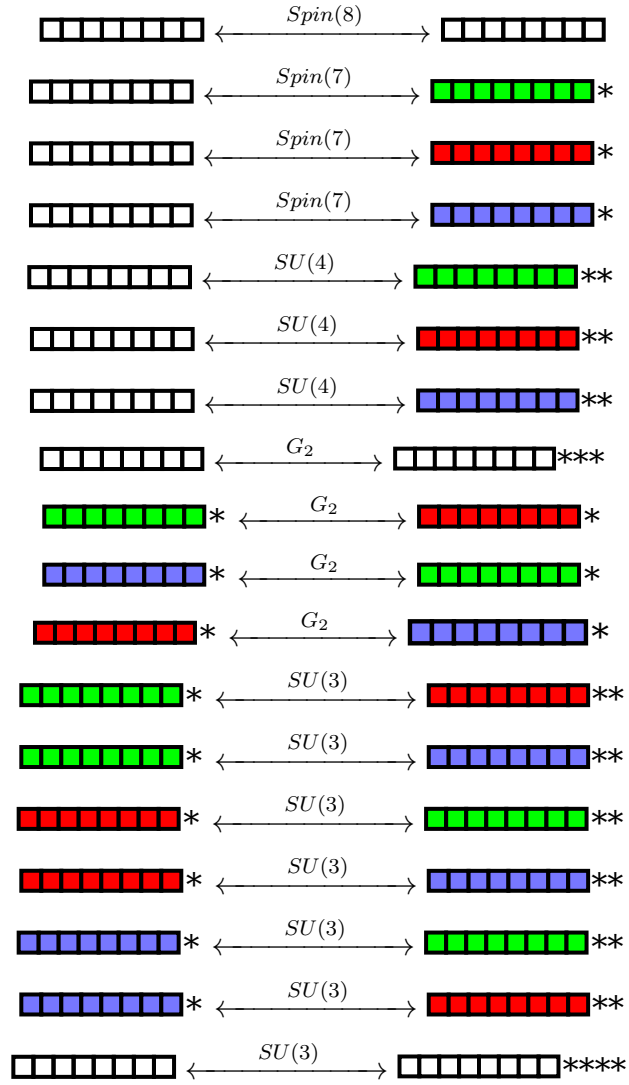 Spin(8)
Spin(7) *
Spin(7) *
Spin(7) *
SU(4) **
SU(4) **
SU(4) **
G₂ ***
* G₂ *
* G₂ *
* G₂ *
* SU(3) **
* SU(3) **
* SU(3) **
* SU(3) **
* SU(3) **
* SU(3) **
SU(3) ****